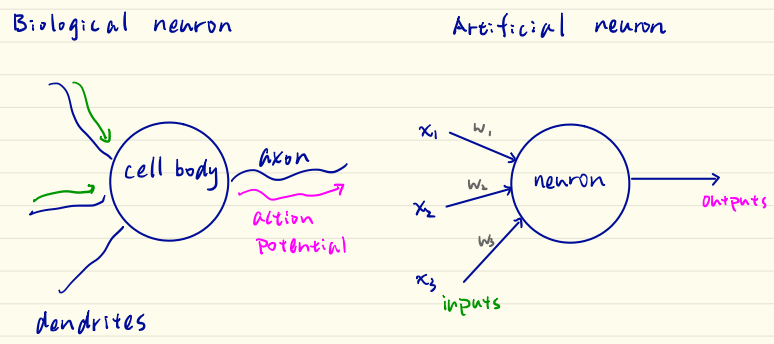 Biological neuron
cell body
axon
action
potential
dendrites
Artificial neuron
x₁
w₁
x₂
w₂
x₃
w₃
inputs
neuron
outputs